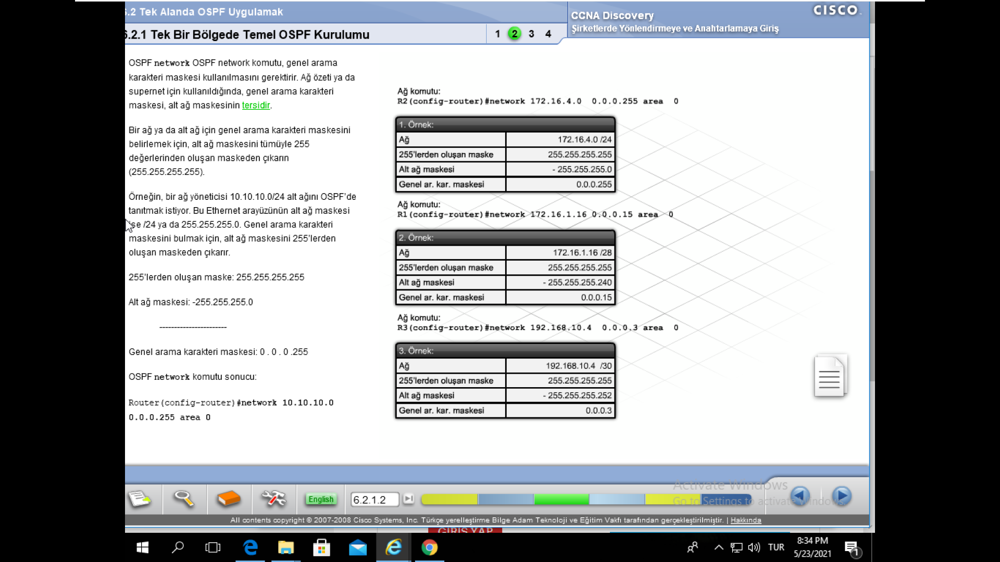 6.2 Tek Alanda OSPF Uygulamak
CCNA Discovery
Şirketlerde Yönlendirmeye ve Anahtarlamaya Giriş
CISCO
6.2.1 Tek Bir Bölgede Temel OSPF Kurulumu
1 2 3 4
OSPF network OSPF network komutu, genel arama
karakteri maskesi kullanılmasını gerektirir. Ağ özeti ya da
supernet için kullanıldığında, genel arama karakteri
maskesi, alt ağ maskesinin tersidir.
Bir ağ ya da alt ağ için genel arama karakteri maskesini
belirlemek için, alt ağ maskesini tümüyle 255
değerlerinden oluşan maskeden çıkarın
(255.255.255.255).
Örneğin, bir ağ yöneticisi 10.10.10.0/24 alt ağını OSPF'de
tanıtmak istiyor. Bu Ethernet arayüzünün alt ağ maskesi
ise /24 ya da 255.255.255.0. Genel arama karakteri
maskesini bulmak için, alt ağ maskesini 255'lerden
oluşan maskeden çıkarır.
255'lerden oluşan maske: 255.255.255.255
Alt ağ maskesi: -255.255.255.0
-----------------------
Genel arama karakteri maskesi: 0 . 0 . 0 .255
OSPF network komutu sonucu:
Router(config-router)#network 10.10.10.0
0.0.0.255 area 0
Ağ komutu:
R2(config-router)#network 172.16.4.0 0.0.0.255 area 0
1. Örnek:
Ağ 172.16.4.0 /24
255'lerden oluşan maske 255.255.255.255
Alt ağ maskesi - 255.255.255.0
Genel ar. kar. maskesi 0.0.0.255
Ağ komutu:
R1(config-router)#network 172.16.1.16 0.0.0.15 area 0
2. Örnek:
Ağ 172.16.1.16 /28
255'lerden oluşan maske 255.255.255.255
Alt ağ maskesi - 255.255.255.240
Genel ar. kar. maskesi 0.0.0.15
Ağ komutu:
R3(config-router)#network 192.168.10.4 0.0.0.3 area 0
3. Örnek:
Ağ 192.168.10.4 /30
255'lerden oluşan maske 255.255.255.255
Alt ağ maskesi - 255.255.255.252
Genel ar. kar. maskesi 0.0.0.3
Activate Windows
Go to Settings to activate Windows.
English
6.2.1.2
All contents copyright © 2007-2008 Cisco Systems, Inc. Türkçe yerelleştirme Bilge Adam Teknoloji ve Eğitim Vakfı tarafından gerçekleştirilmiştir. | Hakkında
GİRİŞ YAP
TUR
8:34 PM
5/23/2021
1